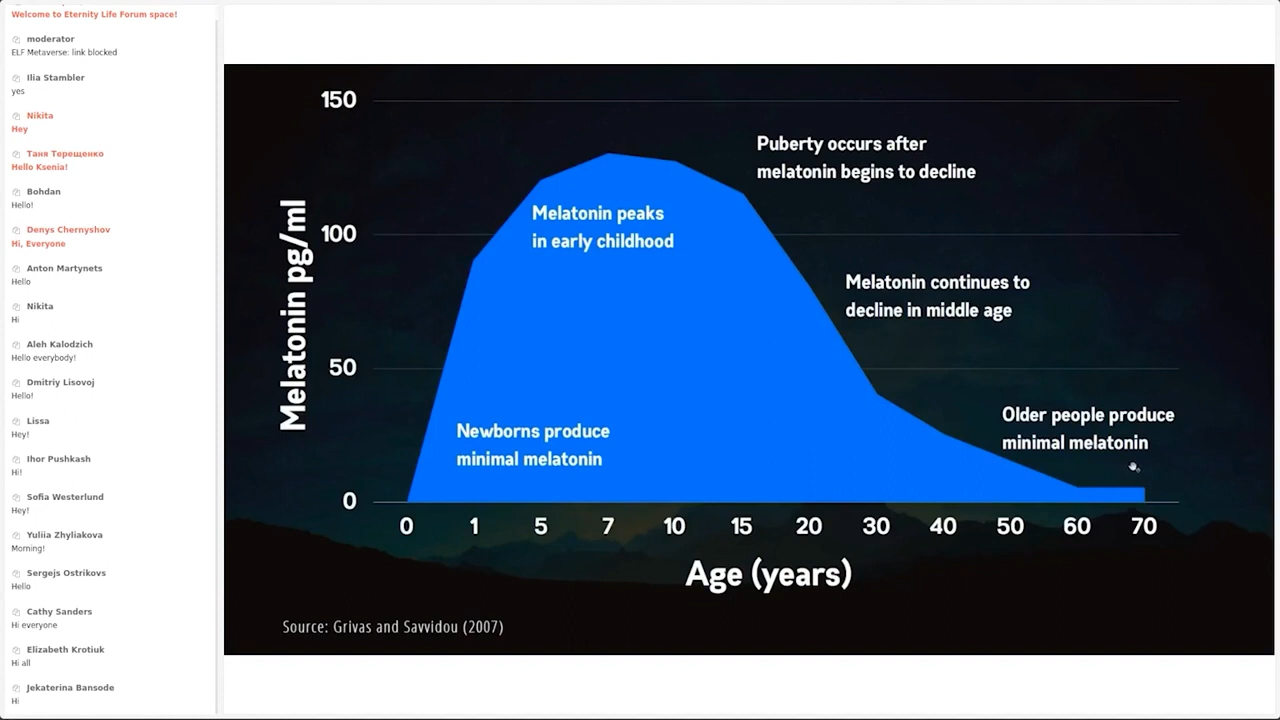 Welcome to Eternity Life Forum space!
moderator
ELF Metaverse: link blocked
Ilia Stambler
yes
Nikita
Hey
Таня Терещенко
Hello Ksenia!
Bohdan
Hello!
Denys Chernyshov
Hi, Everyone
Anton Martynets
Hello
Nikita
Hi
Aleh Kalodzich
Hello everybody!
Dmitriy Lisovoj
Hello!
Lissa
Hey!
Ihor Pushkash
Hi!
Sofia Westerlund
Hey!
Yuliia Zhyliakova
Morning!
Sergejs Ostrikovs
Hello
Cathy Sanders
Hi everyone
Elizabeth Krotiuk
Hi all
Jekaterina Bansode
Hi
Melatonin pg/ml
150
100
50
0
Puberty occurs after
melatonin begins to decline
Melatonin peaks
in early childhood
Melatonin continues to
decline in middle age
Older people produce
minimal melatonin
Newborns produce
minimal melatonin
0 1 5 7 10 15 20 30 40 50 60 70
Age (years)
Source: Grivas and Savvidou (2007)